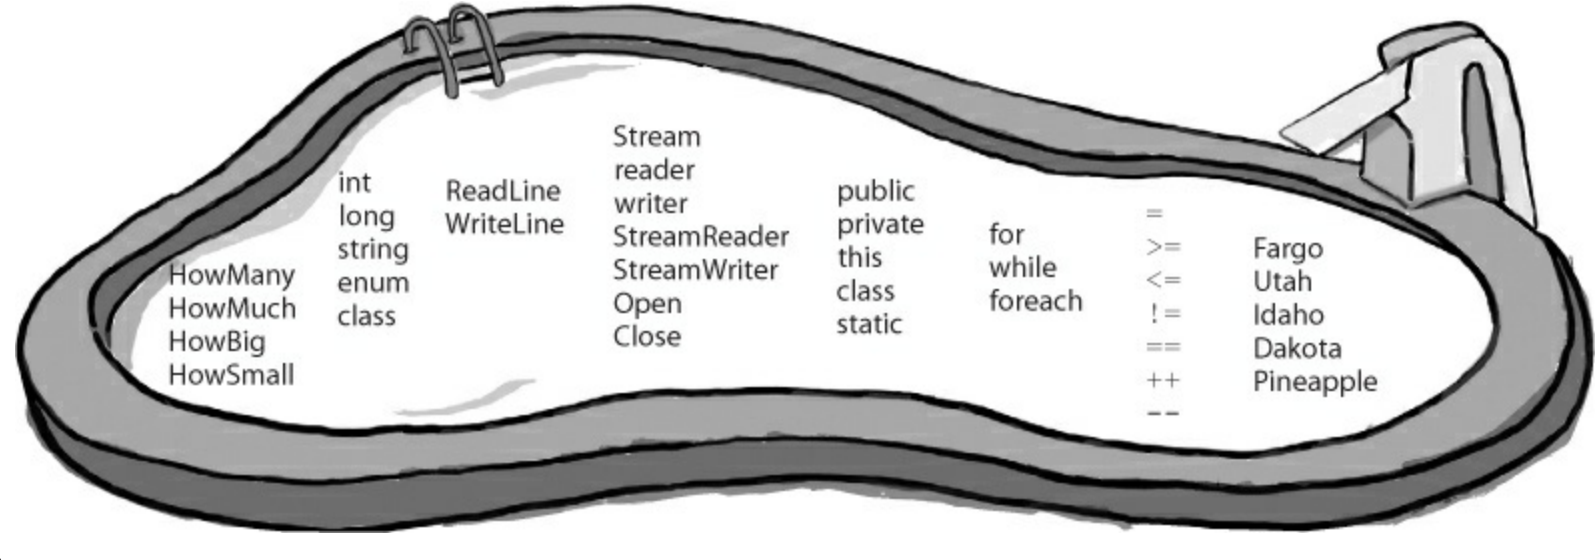 HowMany
HowMuch
HowBig
HowSmall
int
long
string
enum
class
ReadLine
WriteLine
Stream
reader
writer
StreamReader
StreamWriter
Open
Close
public
private
this
class
static
for
while
foreach
=
>=
<=
!=
==
++
--
Fargo
Utah
Idaho
Dakota
Pineapple